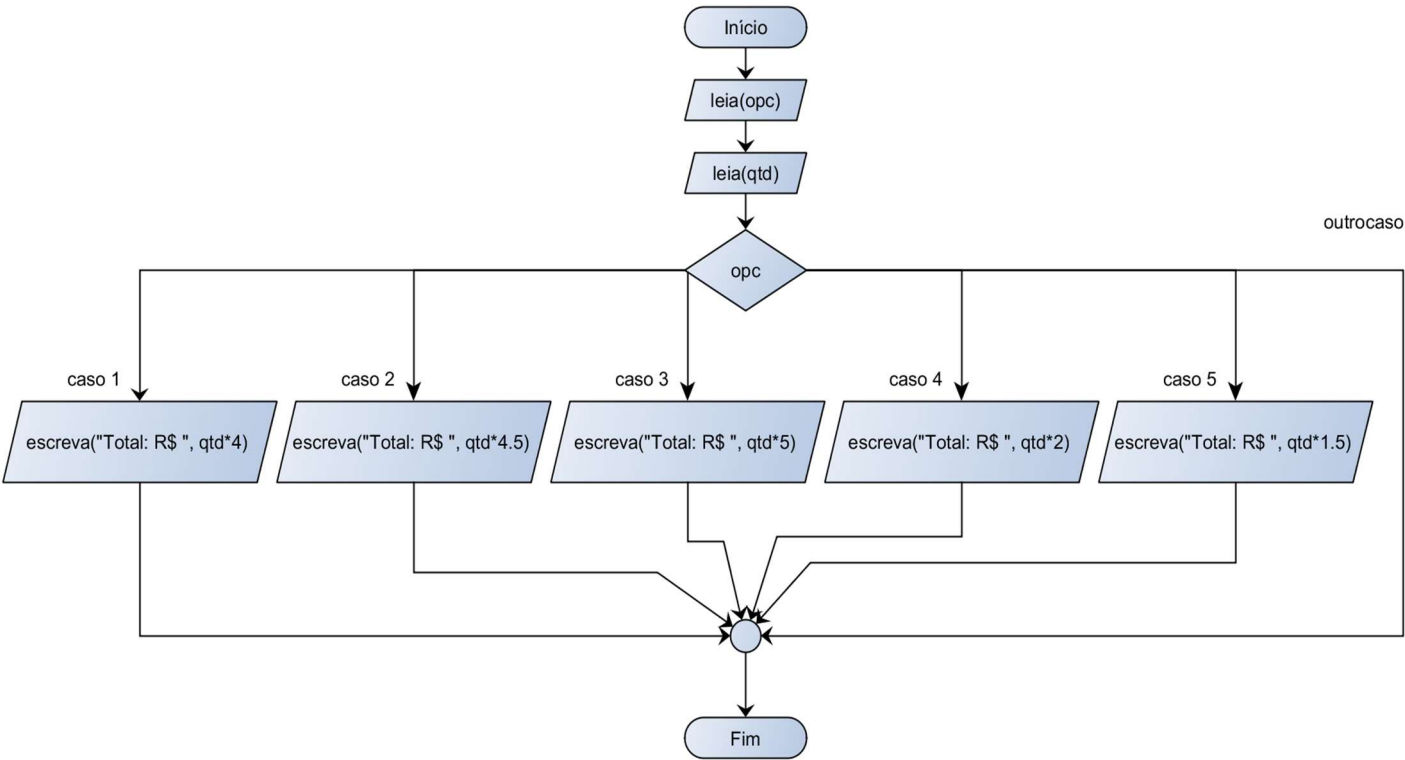 Início
leia(opc)
leia(qtd)
outrocaso
opc
caso 1
caso 2
caso 3
caso 4
caso 5
escreva("Total: R$ ", qtd*4)
escreva("Total: R$ ", qtd*4.5)
escreva("Total: R$ ", qtd*5)
escreva("Total: R$ ", qtd*2)
escreva("Total: R$ ", qtd*1.5)
Fim